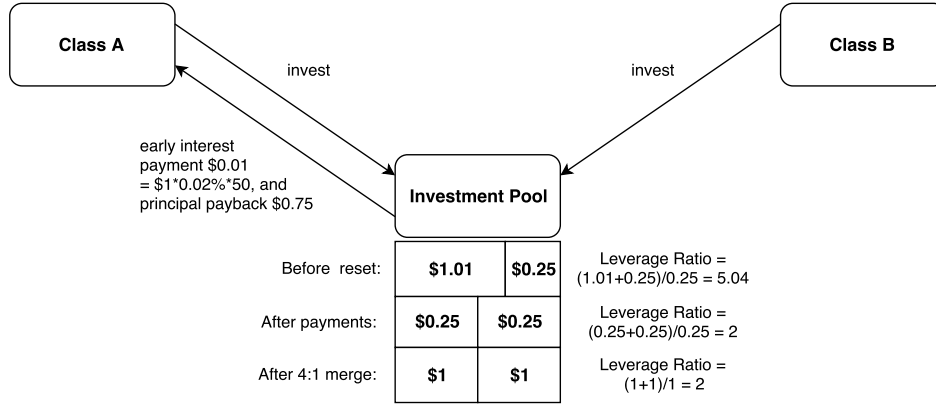 Class A
Class B
invest
invest
early interest
payment $0.01
= $1*0.02%*50, and
principal payback $0.75
Investment Pool
Before reset:
$1.01
$0.25
Leverage Ratio =
(1.01+0.25)/0.25 = 5.04
After payments:
$0.25
$0.25
Leverage Ratio =
(0.25+0.25)/0.25 = 2
After 4:1 merge:
$1
$1
Leverage Ratio =
(1+1)/1 = 2